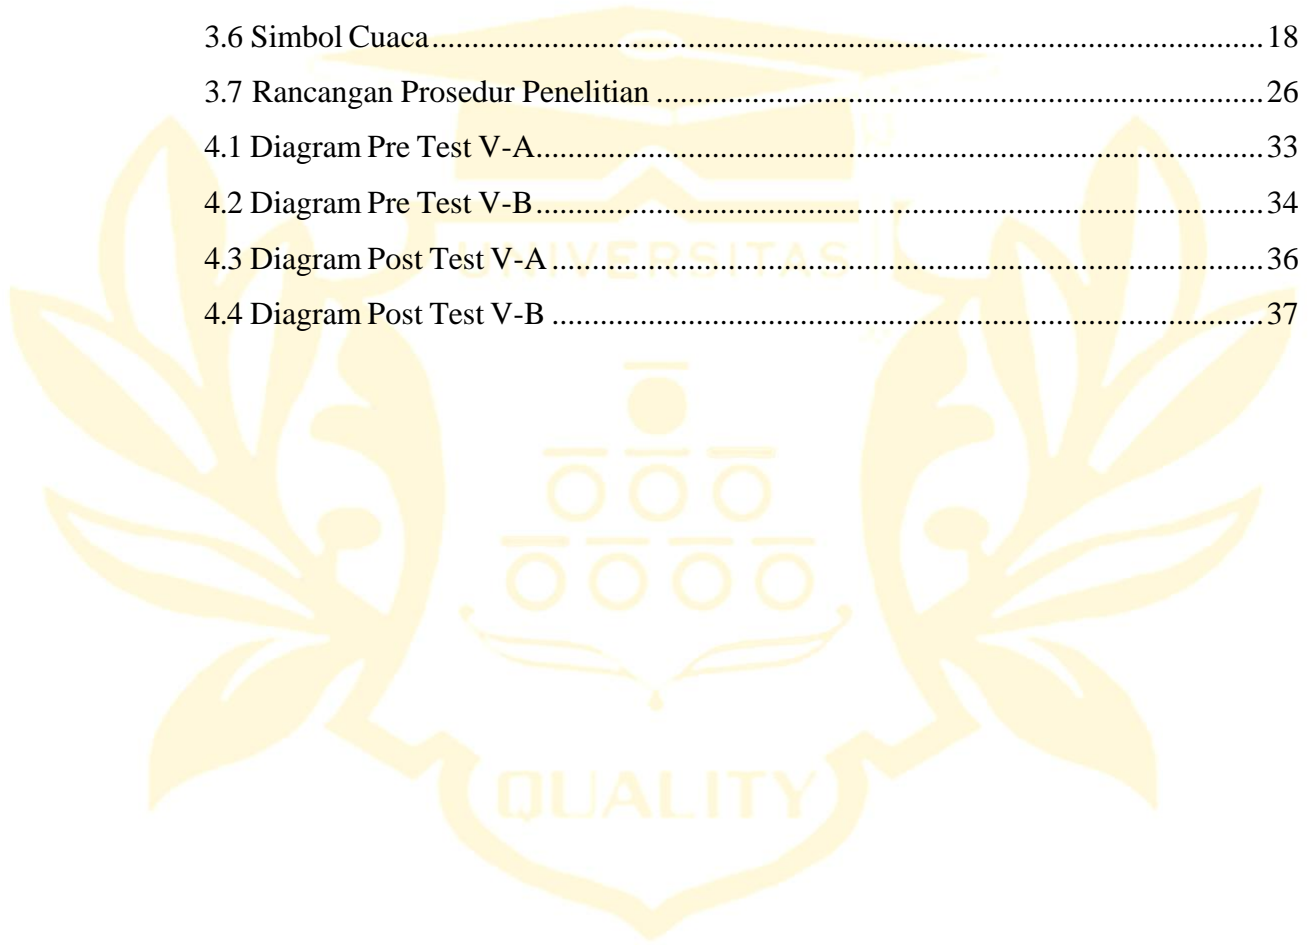 3.6 Simbol Cuaca........................................................................................................18
3.7 Rancangan Prosedur Penelitian ............................................................................26
4.1 Diagram Pre Test V-A...........................................................................................33
4.2 Diagram Pre Test V-B...........................................................................................34
4.3 Diagram Post Test V-A .........................................................................................36
4.4 Diagram Post Test V-B .........................................................................................37
UNIVERSITAS
QUALITY